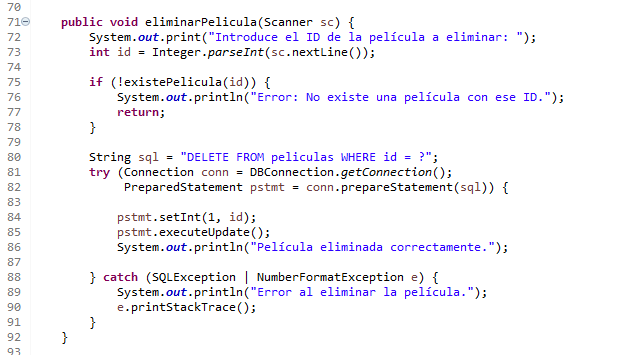 70
71 public void eliminarPelicula(Scanner sc) {
72 System.out.print("Introduce el ID de la película a eliminar: ");
73 int id = Integer.parseInt(sc.nextLine());
74
75 if (!existePelicula(id)) {
76 System.out.println("Error: No existe una película con ese ID.");
77 return;
78 }
79
80 String sql = "DELETE FROM peliculas WHERE id = ?";
81 try (Connection conn = DBConnection.getConnection();
82 PreparedStatement pstmt = conn.prepareStatement(sql)) {
83
84 pstmt.setInt(1, id);
85 pstmt.executeUpdate();
86 System.out.println("Película eliminada correctamente.");
87
88 } catch (SQLException | NumberFormatException e) {
89 System.out.println("Error al eliminar la película.");
90 e.printStackTrace();
91 }
92 }
93